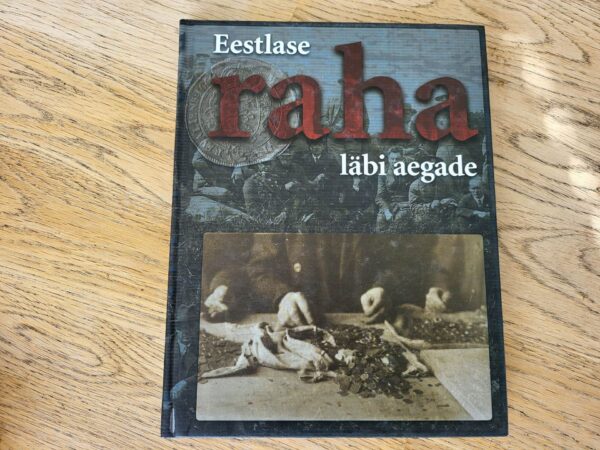 Eestlase
raha
läbi aegade